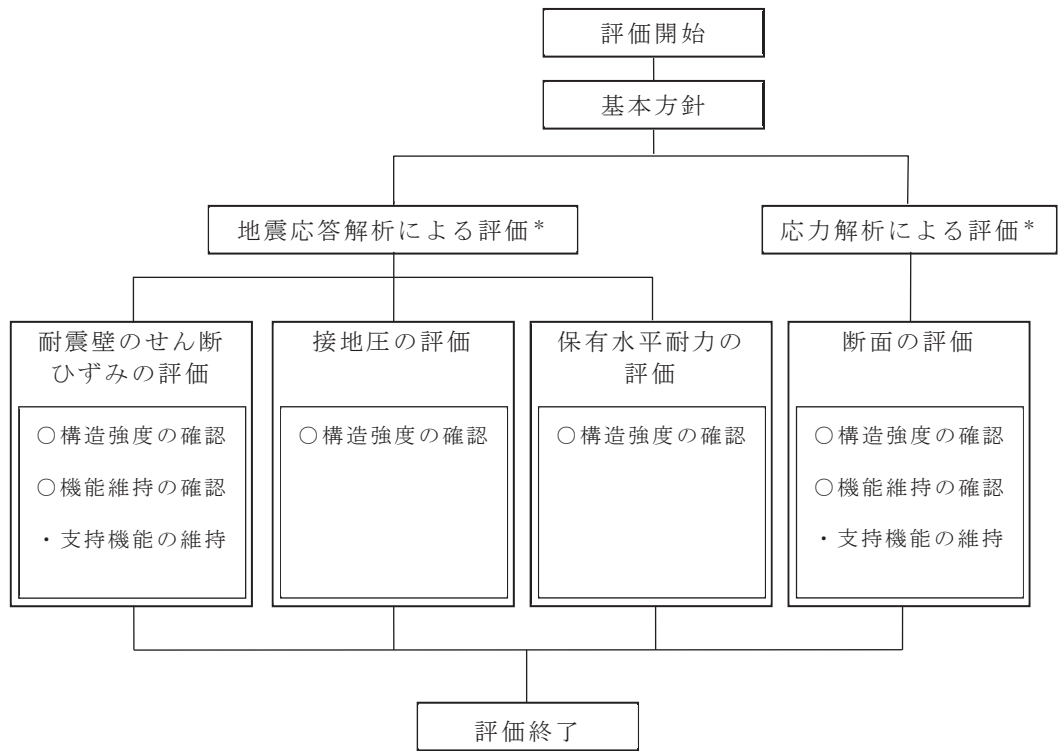 評価開始
基本方針
地震応答解析による評価*
応力解析による評価*
耐震壁のせん断
ひずみの評価
○構造強度の確認
○機能維持の確認
・支持機能の維持
接地圧の評価
○構造強度の確認
保有水平耐力の
評価
○構造強度の確認
断面の評価
○構造強度の確認
○機能維持の確認
・支持機能の維持
評価終了